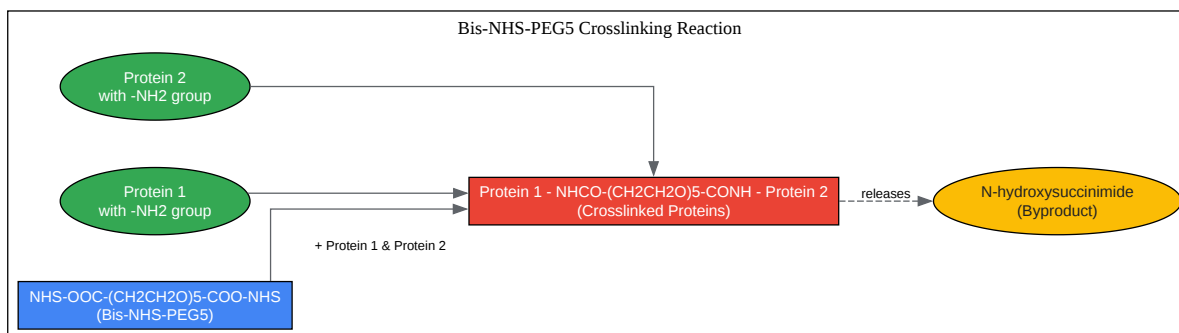 Bis-NHS-PEG5 Crosslinking Reaction
Protein 2
with -NH2 group
Protein 1
with -NH2 group
Protein 1 - NHCO-(CH2CH2O)5-CONH - Protein 2
(Crosslinked Proteins)
releases
N-hydroxysuccinimide
(Byproduct)
+ Protein 1 & Protein 2
NHS-OOC-(CH2CH2O)5-COO-NHS
(Bis-NHS-PEG5)